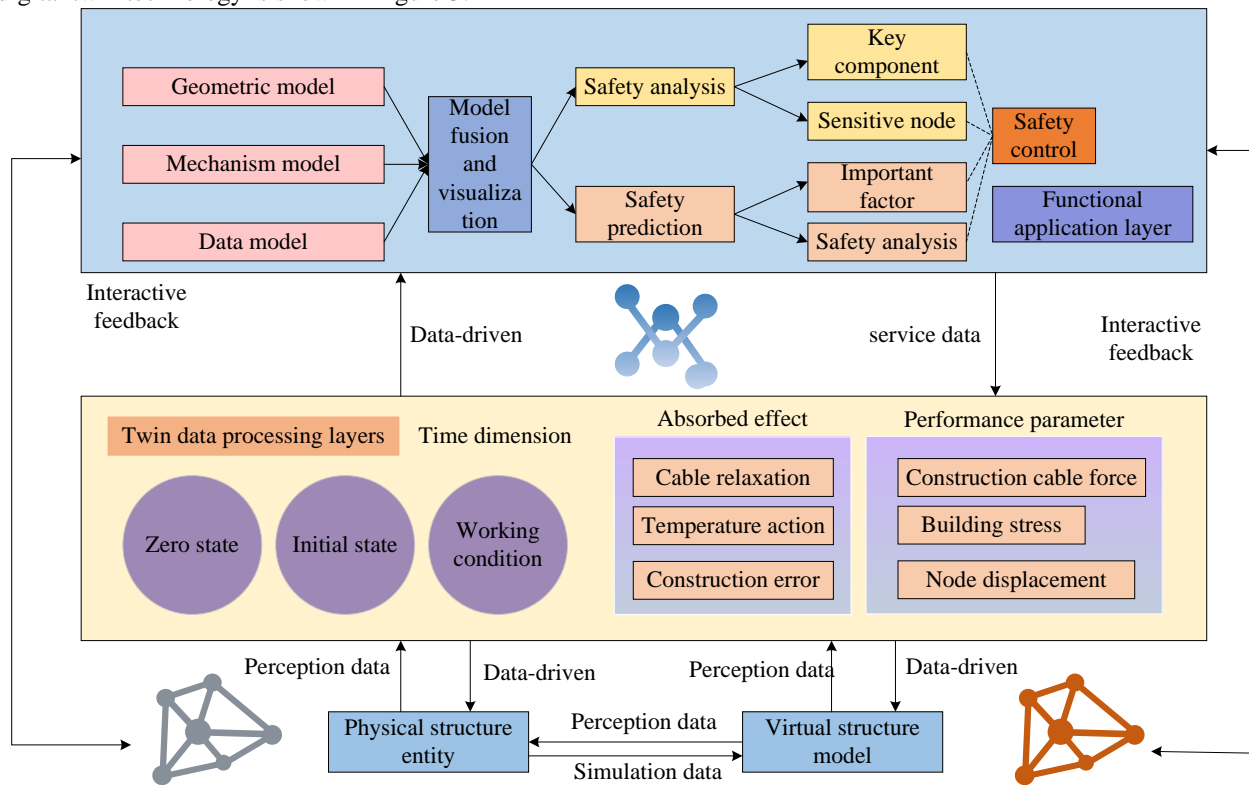 Geometric model
Mechanism model
Data model
Model
fusion
and
visualiza
tion
Safety analysis
Safety
prediction
Key
component
Sensitive node
Important
factor
Safety analysis
Safety
control
Functional
application layer
Interactive
feedback
Data-driven
service data
Interactive
feedback
Twin data processing layers
Time dimension
Zero state
Initial state
Working
condition
Absorbed effect
Cable relaxation
Temperature action
Construction error
Performance parameter
Construction cable force
Building stress
Node displacement
Perception data
Data-driven
Perception data
Data-driven
Physical structure
entity
Perception data
Simulation data
Virtual structure
model